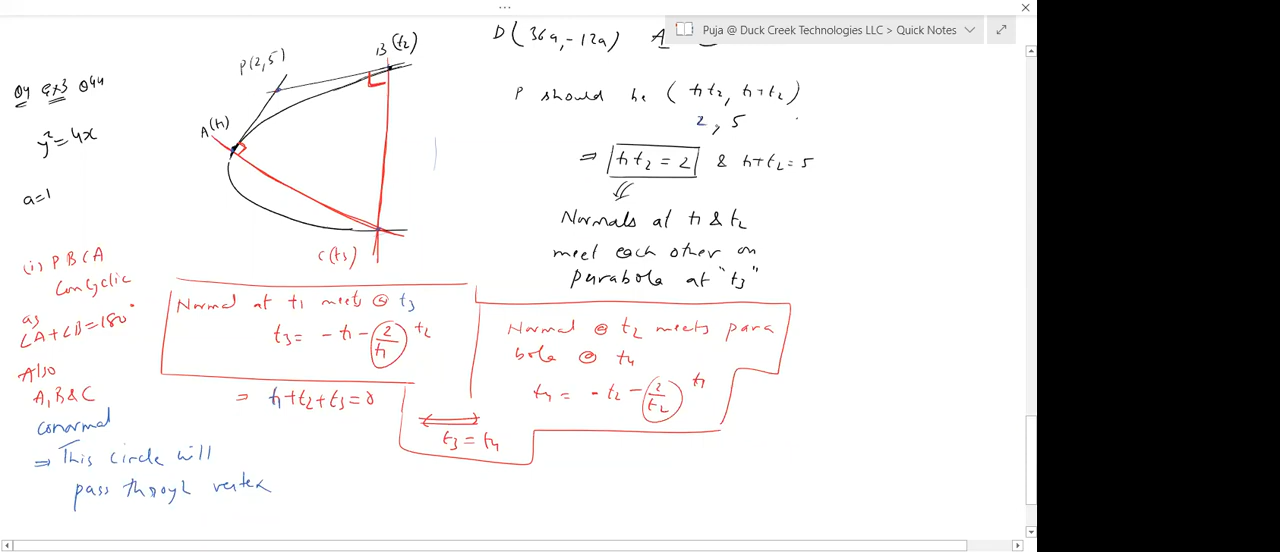 D (36a, -12a) A
Puja @ Duck Creek Technologies LLC > Quick Notes
Q4 Ex3 Q44
y² = 4x
a=1
P(2,5)
B(t2)
A(t1)
C(t3)
P should be (t1t2, t1+t2)
2, 5
⇒ t1t2 = 2 & t1+t2 = 5
Normals at t1 & t2
meet each other on
parabola at "t3"
(i) P B C A
Concyclic
as
∠A+∠B=180°
Also
A, B & C
conormal
⇒ This circle will
pass through vertex
Normal at t1 meets @ t3
t3 = -t1 - 2/t1 t2
⇒ t1+t2+t3=0
Normal @ t2 meets para
bole @ t4
t4 = -t2 - 2/t2 t1
t3 = t4